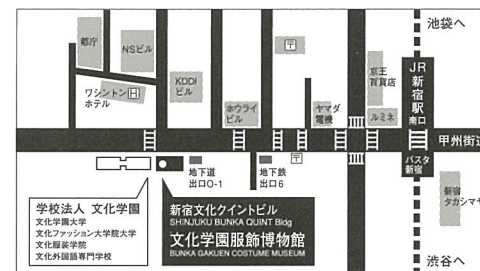 池袋へ
都庁
NSビル
〒
京王
百貨店
JR
新宿駅
南口
KDDI
ビル
ワシントン
ホテル
H
ホウライ
ビル
ヤマダ
電機
ルミネ
甲州街道
バスタ
新宿
地下道
出口O-1
地下鉄
出口6
〒
新宿
タカシマヤ
学校法人 文化学園
文化学園大学
文化ファッション大学院大学
文化服装学院
文化外国語専門学校
新宿文化クイントビル
SHINJUKU BUNKA QUINT Bldg
文化学園服飾博物館
BUNKA GAKUEN COSTUME MUSEUM
渋谷へ